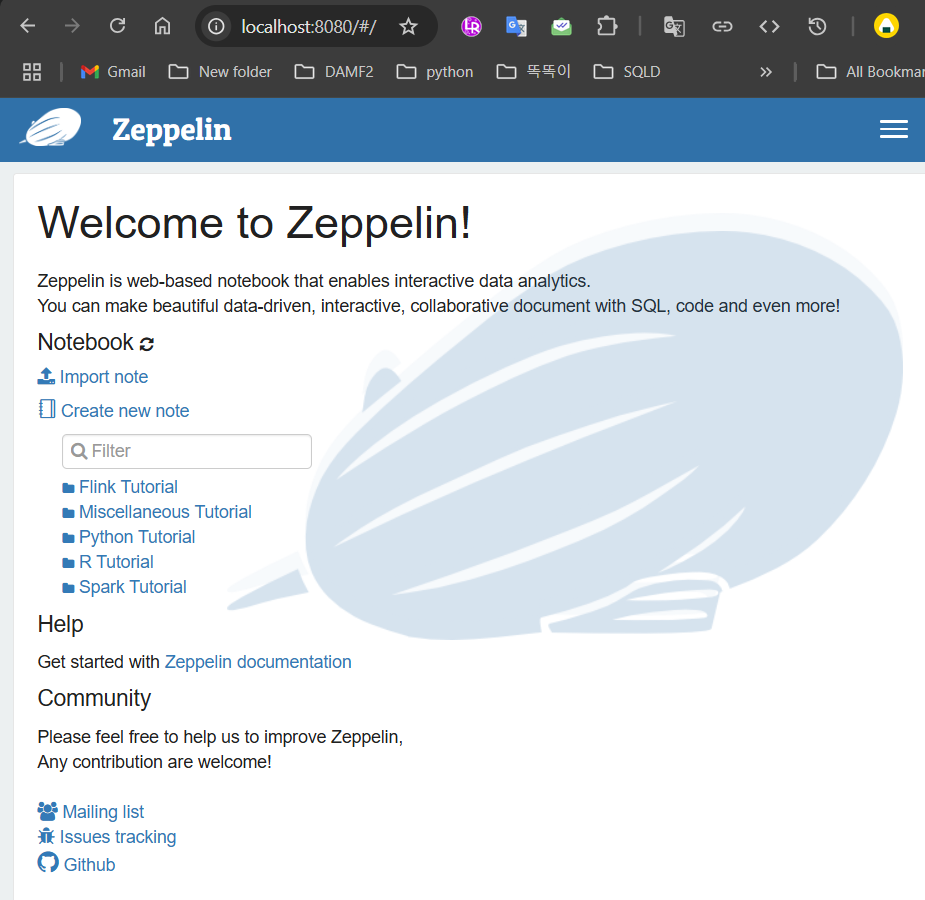 localhost:8080/#/
Gmail
New folder
DAMF2
python
똑똑이
SQLD
All Bookmar
Zeppelin
Welcome to Zeppelin!
Zeppelin is web-based notebook that enables interactive data analytics.
You can make beautiful data-driven, interactive, collaborative document with SQL, code and even more!
Notebook
Import note
Create new note
Filter
Flink Tutorial
Miscellaneous Tutorial
Python Tutorial
R Tutorial
Spark Tutorial
Help
Get started with Zeppelin documentation
Community
Please feel free to help us to improve Zeppelin,
Any contribution are welcome!
Mailing list
Issues tracking
Github